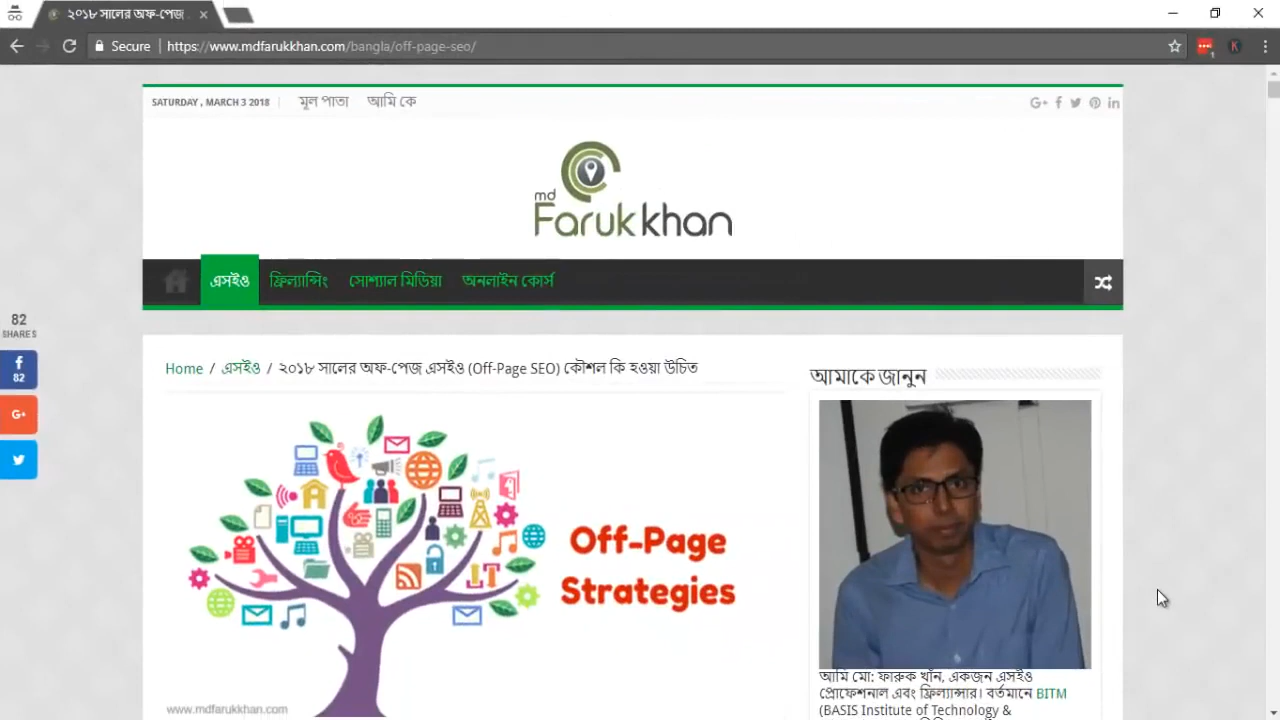 ২০১৮ সালের অফ-পেজ
Secure https://www.mdfarukkhan.com/bangla/off-page-seo/
SATURDAY , MARCH 3 2018 মূল পাতা আমি কে
md
Farukkhan
এসইও ফ্রিল্যান্সিং সোশ্যাল মিডিয়া অনলাইন কোর্স
82
SHARES
82
Home / এসইও / ২০১৮ সালের অফ-পেজ এসইও (Off-Page SEO) কৌশল কি হওয়া উচিত
আমাকে জানুন
Off-Page
Strategies
www.mdfarukkhan.com
আমি মো: ফারুক খাঁন, একজন এসইও
প্রোফেশনাল এবং ফ্রিল্যান্সার। বর্তমানে BITM
(BASIS Institute of Technology &